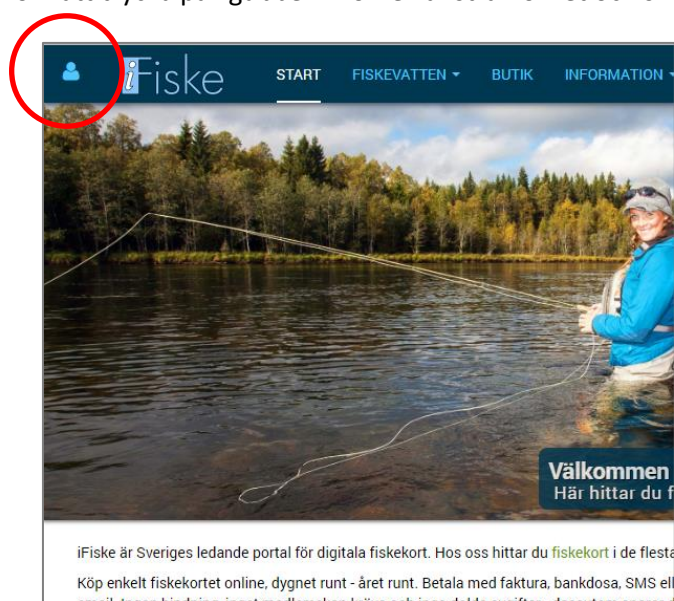 iFiske START FISKEVATTEN BUTIK INFORMATION
Välkommen
Här hittar du f
iFiske är Sveriges ledande portal för digitala fiskekort. Hos oss hittar du fiskekort i de flesta
Köp enkelt fiskekortet online, dygnet runt - året runt. Betala med faktura, bankdosa, SMS ell